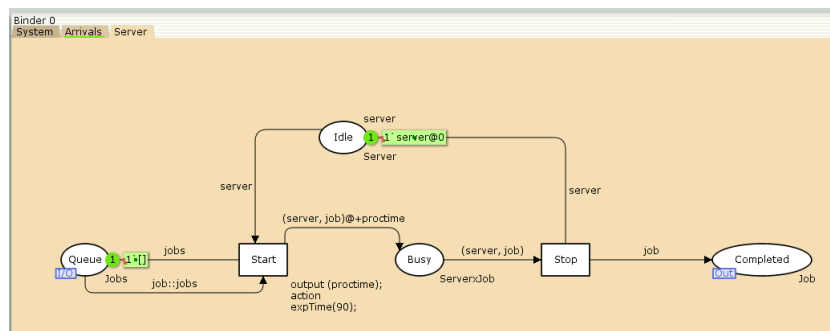 Binder 0
System Arrivals Server
server
Idle
1
1`server@0
Server
server
server
(server, job)@+proctime
Queue
1
1`[]
jobs
Start
Busy
(server, job)
Stop
job
Completed
I/O
Jobs
job::jobs
output (proctime);
action
expTime(90);
ServerxJob
Out
Job